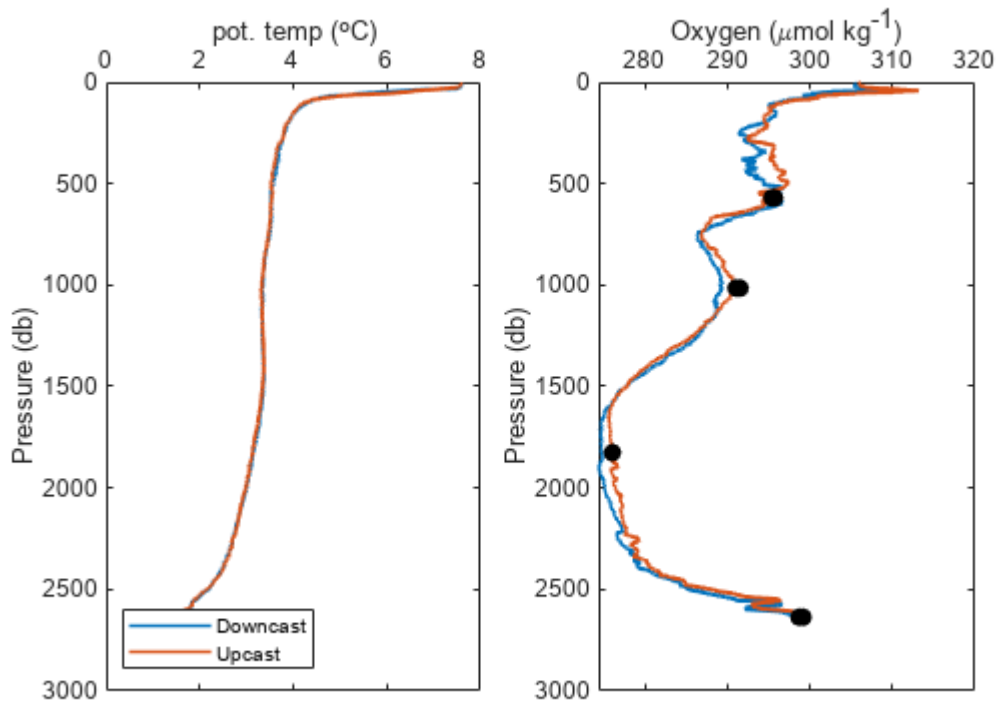 pot. temp (ºC)
0 2 4 6 8
0
500
1000
1500
2000
2500
3000
Pressure (db)
Downcast
Upcast
Oxygen (μmol kg⁻¹)
280 290 300 310 320
0
500
1000
1500
2000
2500
3000
Pressure (db)